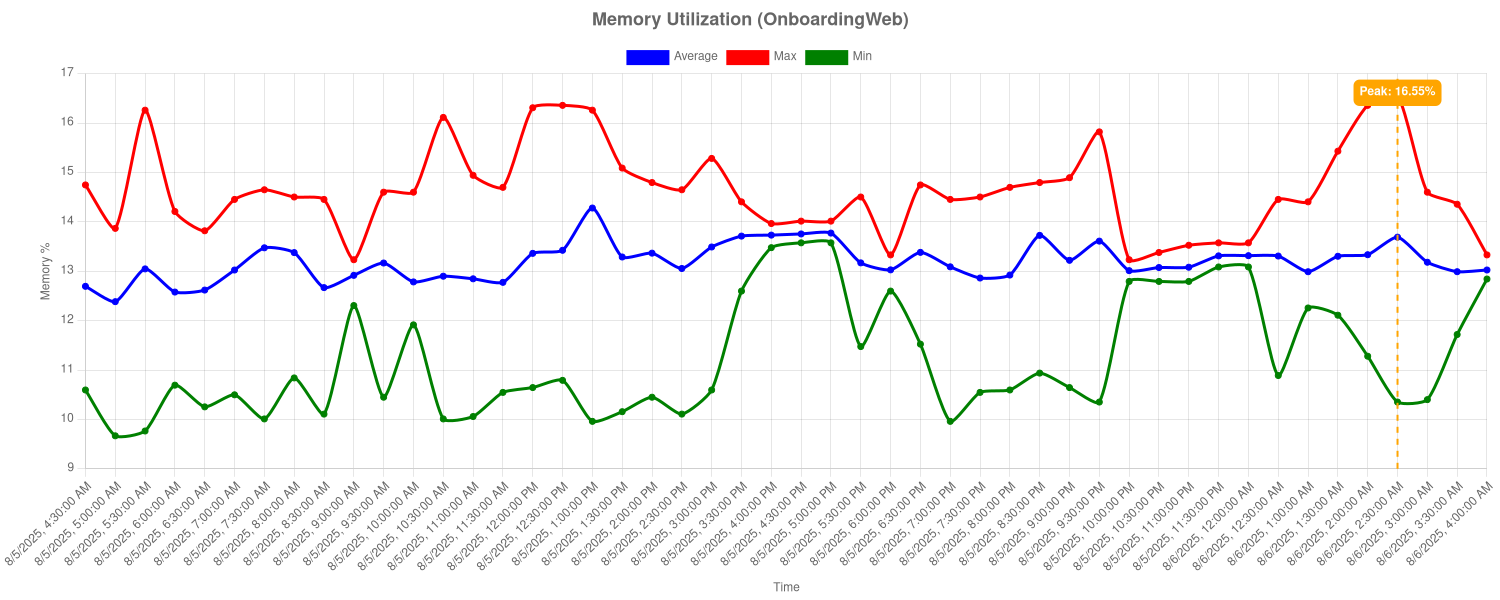 Memory Utilization (OnboardingWeb)
Average Max Min
Peak: 16.55%
17
16
15
14
13
12
11
10
9
Memory %
8/5/2025, 4:30:00 AM
8/5/2025, 5:00:00 AM
8/5/2025, 5:30:00 AM
8/5/2025, 6:00:00 AM
8/5/2025, 6:30:00 AM
8/5/2025, 7:00:00 AM
8/5/2025, 7:30:00 AM
8/5/2025, 8:00:00 AM
8/5/2025, 8:30:00 AM
8/5/2025, 9:00:00 AM
8/5/2025, 9:30:00 AM
8/5/2025, 10:00:00 AM
8/5/2025, 10:30:00 AM
8/5/2025, 11:00:00 AM
8/5/2025, 11:30:00 AM
8/5/2025, 12:00:00 PM
8/5/2025, 12:30:00 PM
8/5/2025, 1:00:00 PM
8/5/2025, 1:30:00 PM
8/5/2025, 2:00:00 PM
8/5/2025, 2:30:00 PM
8/5/2025, 3:00:00 PM
8/5/2025, 3:30:00 PM
8/5/2025, 4:00:00 PM
8/5/2025, 4:30:00 PM
8/5/2025, 5:00:00 PM
8/5/2025, 5:30:00 PM
8/5/2025, 6:00:00 PM
8/5/2025, 6:30:00 PM
8/5/2025, 7:00:00 PM
8/5/2025, 7:30:00 PM
8/5/2025, 8:00:00 PM
8/5/2025, 8:30:00 PM
8/5/2025, 9:00:00 PM
8/5/2025, 9:30:00 PM
8/5/2025, 10:00:00 PM
8/5/2025, 10:30:00 PM
8/5/2025, 11:00:00 PM
8/5/2025, 11:30:00 PM
8/6/2025, 12:00:00 AM
8/6/2025, 12:30:00 AM
8/6/2025, 1:00:00 AM
8/6/2025, 1:30:00 AM
8/6/2025, 2:00:00 AM
8/6/2025, 2:30:00 AM
8/6/2025, 3:00:00 AM
8/6/2025, 3:30:00 AM
8/6/2025, 4:00:00 AM
Time